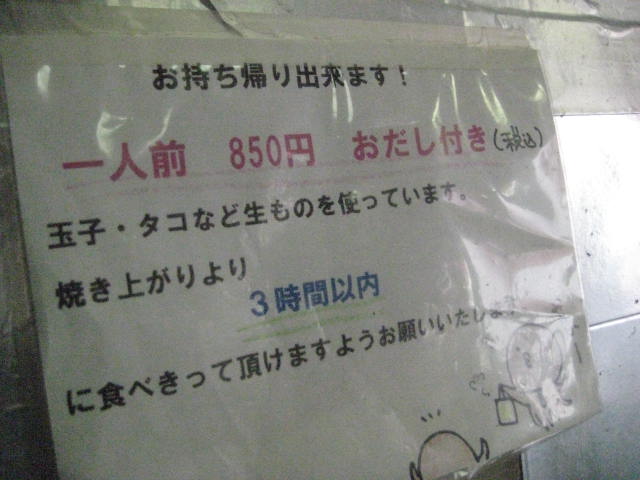 お持ち帰り出来ます!
一人前 850円 おだし付き(税込)
玉子・タコなど生ものを使っています。
焼き上がりより
3時間以内
に食べきって頂けますようお願いいたします